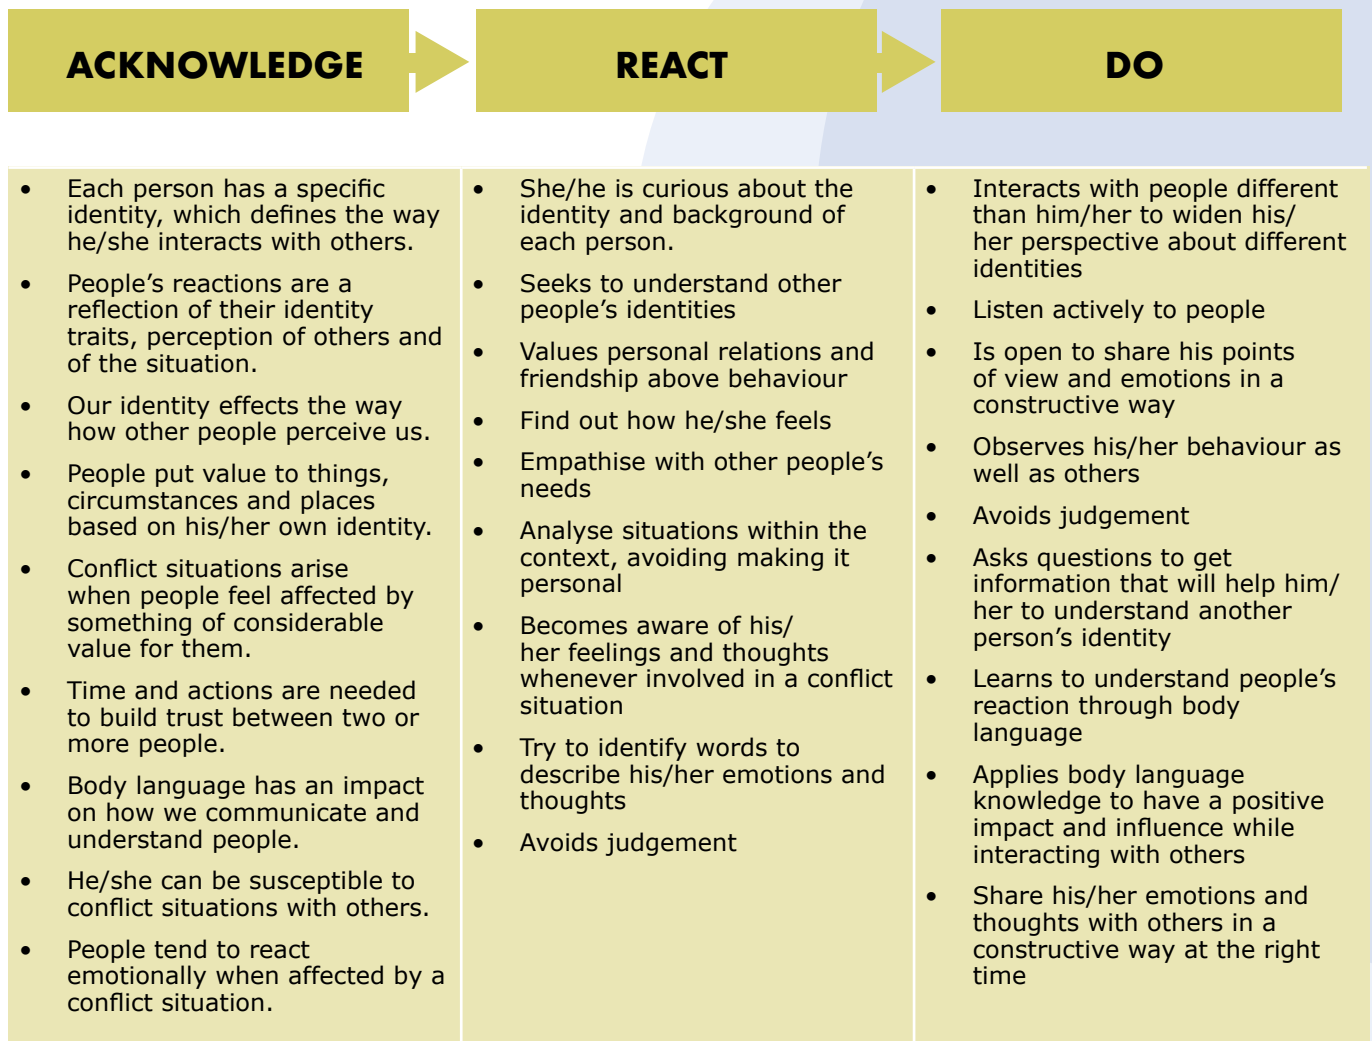 ACKNOWLEDGE
REACT
DO
• Each person has a specific
identity, which defines the way
he/she interacts with others.
• People’s reactions are a
reflection of their identity
traits, perception of others and
of the situation.
• Our identity effects the way
how other people perceive us.
• People put value to things,
circumstances and places
based on his/her own identity.
• Conflict situations arise
when people feel affected by
something of considerable
value for them.
• Time and actions are needed
to build trust between two or
more people.
• Body language has an impact
on how we communicate and
understand people.
• He/she can be susceptible to
conflict situations with others.
• People tend to react
emotionally when affected by a
conflict situation.
• She/he is curious about the
identity and background of
each person.
• Seeks to understand other
people’s identities
• Values personal relations and
friendship above behaviour
• Find out how he/she feels
• Empathise with other people’s
needs
• Analyse situations within the
context, avoiding making it
personal
• Becomes aware of his/
her feelings and thoughts
whenever involved in a conflict
situation
• Try to identify words to
describe his/her emotions and
thoughts
• Avoids judgement
• Interacts with people different
than him/her to widen his/
her perspective about different
identities
• Listen actively to people
• Is open to share his points
of view and emotions in a
constructive way
• Observes his/her behaviour as
well as others
• Avoids judgement
• Asks questions to get
information that will help him/
her to understand another
person’s identity
• Learns to understand people’s
reaction through body
language
• Applies body language
knowledge to have a positive
impact and influence while
interacting with others
• Share his/her emotions and
thoughts with others in a
constructive way at the right
time